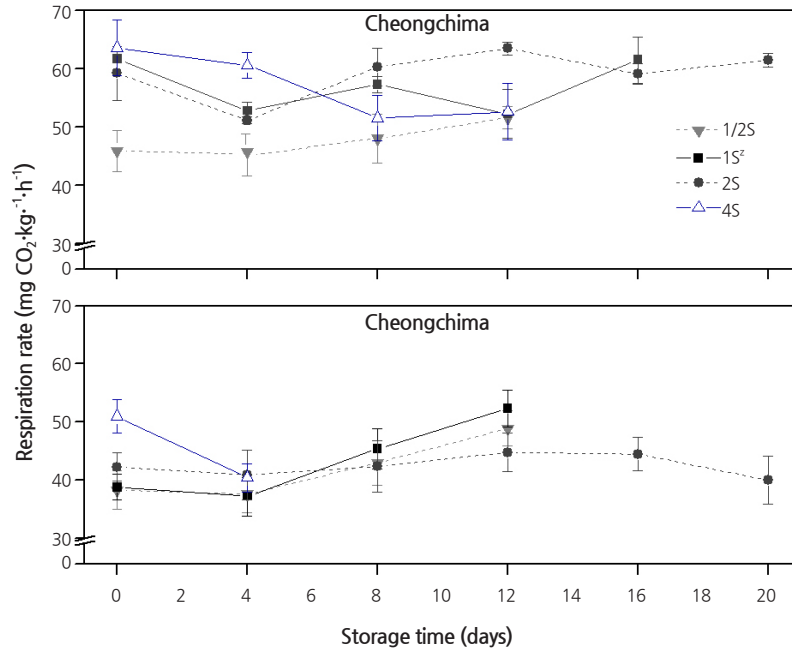 Cheongchima
70
60
50
40
30
0
1/2S
1Sᶻ
2S
4S
Respiration rate (mg CO₂·kg·⁻¹·h⁻¹)
Cheongchima
70
60
50
40
30
0
0 2 4 6 8 10 12 14 16 18 20
Storage time (days)